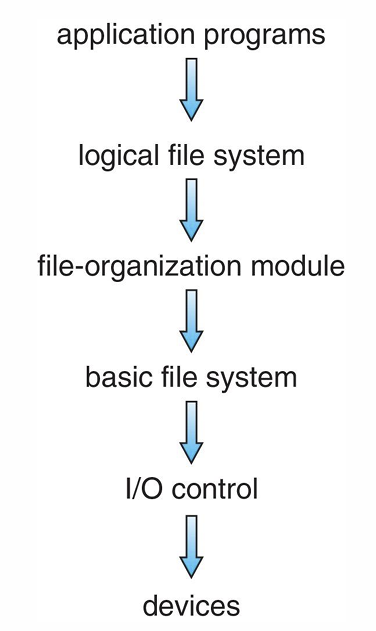 application programs
logical file system
file-organization module
basic file system
I/O control
devices